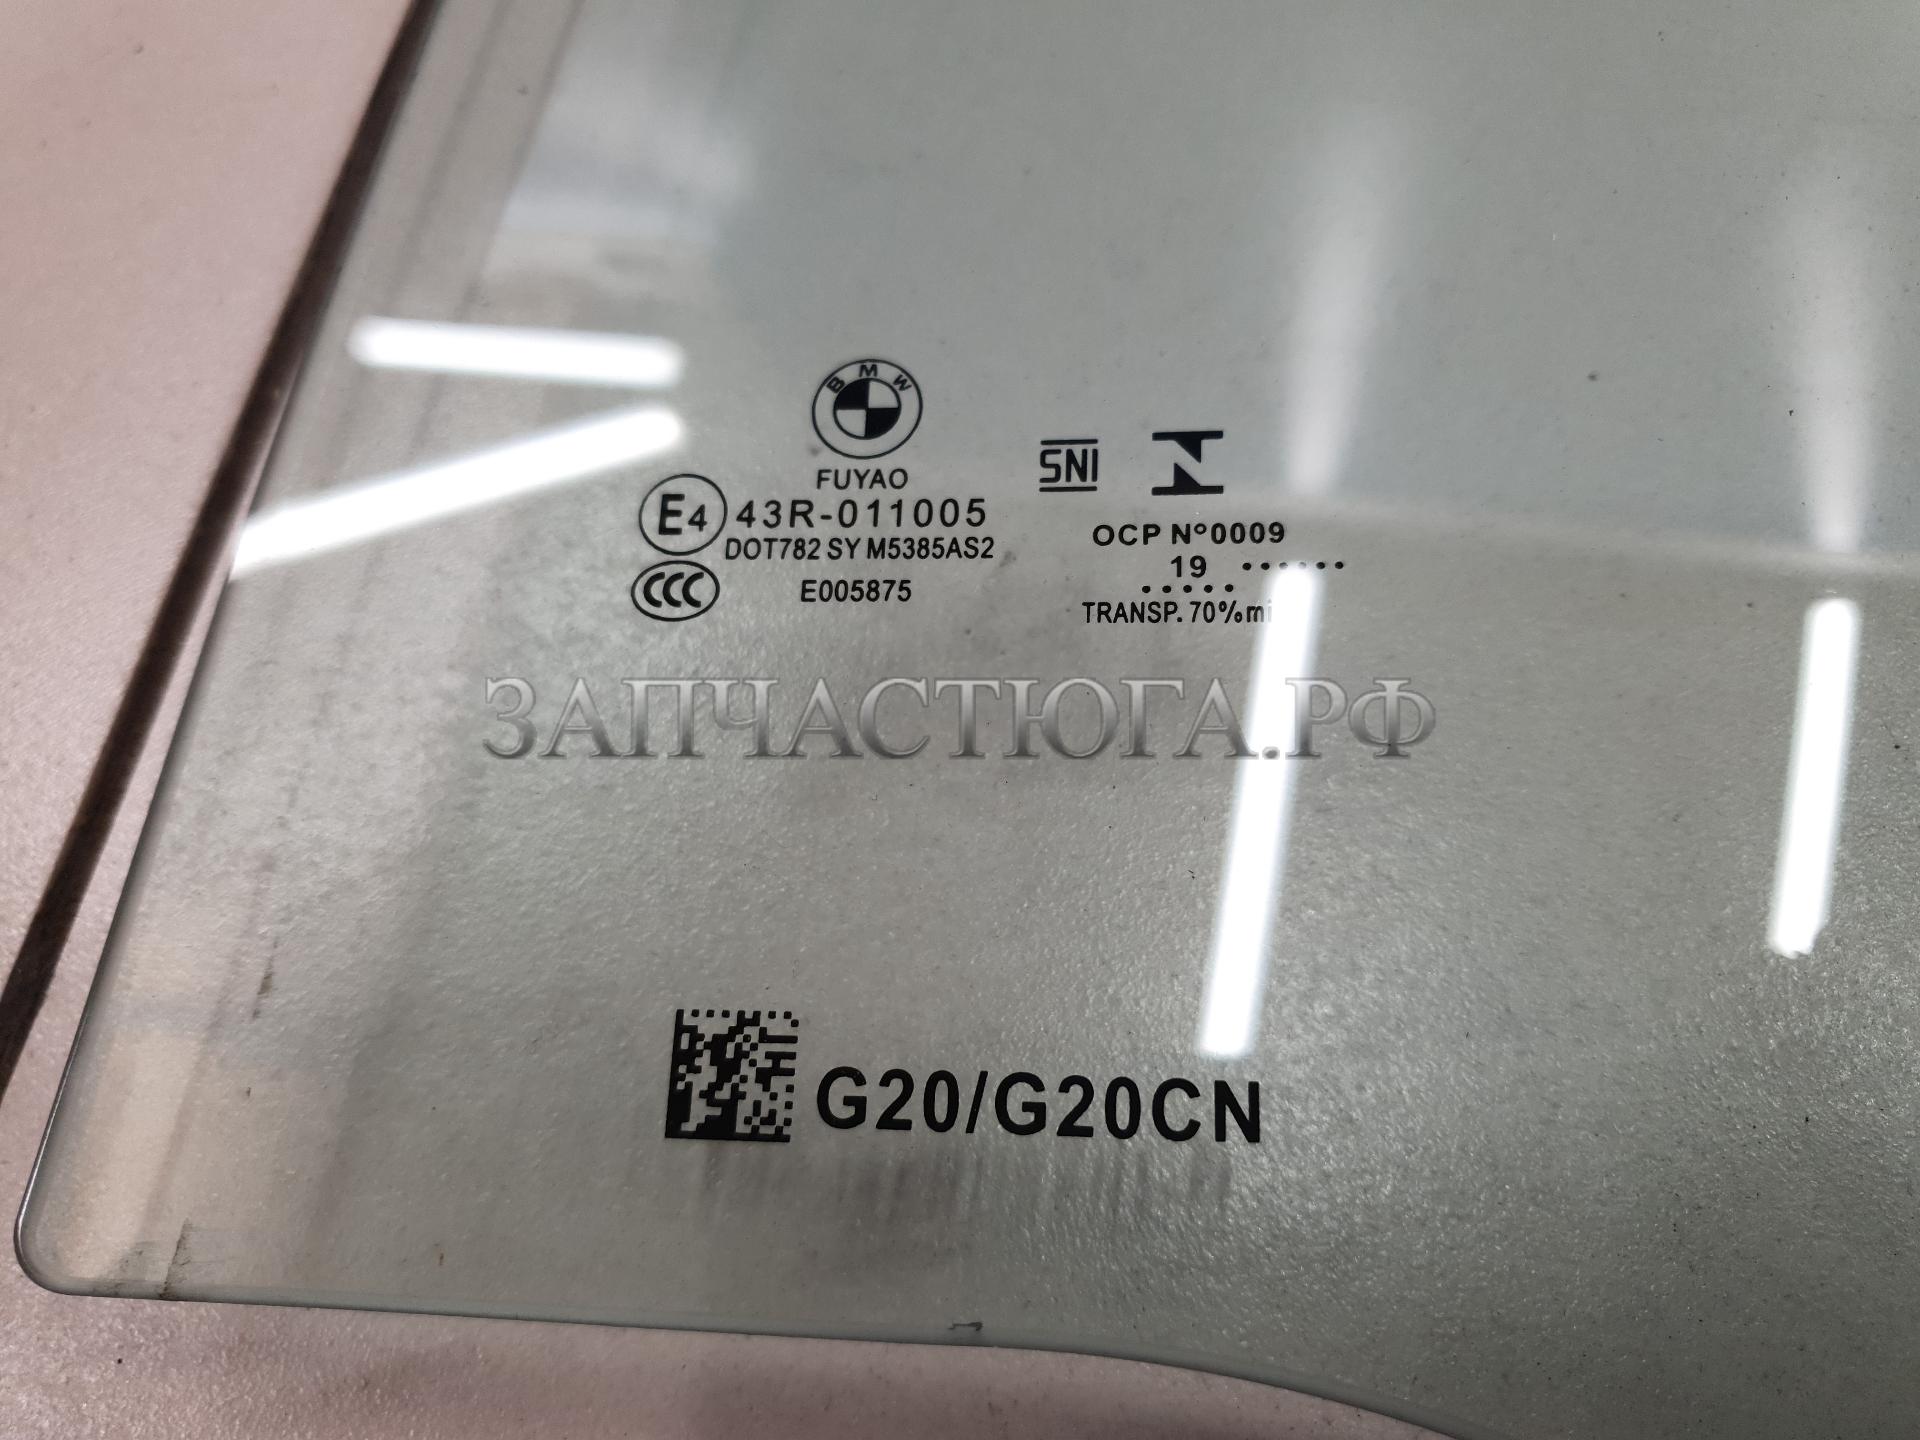 BMW
FUYAO
E4 43R-011005
DOT782 SY M5385AS2
CCC E005875
SNI
OCP Nº0009
19 ......
.....
TRANSP. 70%mi
ЗАПЧАСТЮГА.РФ
G20/G20CN